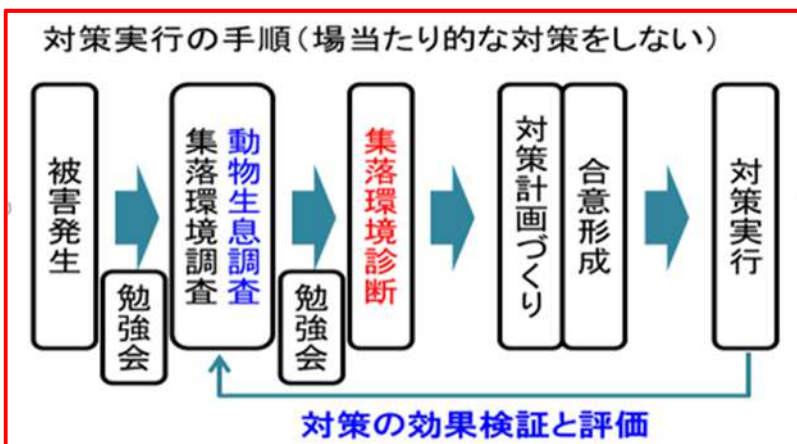 対策実行の手順(場当たり的な対策をしない)
被害発生
勉強会
動物生息調査
集落環境調査
勉強会
集落環境診断
対策計画づくり
合意形成
対策実行
対策の効果検証と評価